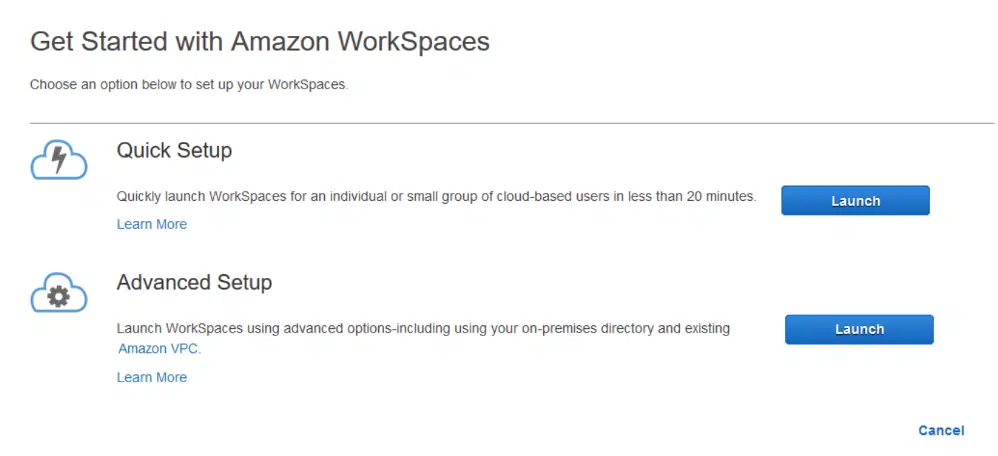 Get Started with Amazon WorkSpaces
Choose an option below to set up your WorkSpaces.
Quick Setup
Quickly launch WorkSpaces for an individual or small group of cloud-based users in less than 20 minutes.
Launch
Learn More
Advanced Setup
Launch WorkSpaces using advanced options-including using your on-premises directory and existing
Launch
Amazon VPC.
Learn More
Cancel